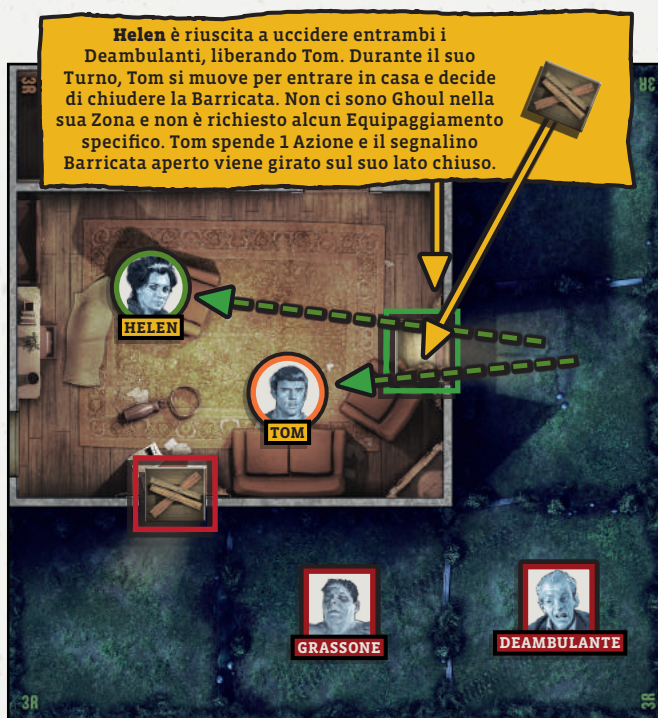 Helen è riuscita a uccidere entrambi i
Deambulanti, liberando Tom. Durante il suo
Turno, Tom si muove per entrare in casa e decide
di chiudere la Barricata. Non ci sono Ghoul nella
sua Zona e non è richiesto alcun Equipaggiamento
specifico. Tom spende 1 Azione e il segnalino
Barricata aperto viene girato sul suo lato chiuso.
3R
3R
HELEN
TOM
GRASSONE
DEAMBULANTE
3R
3R